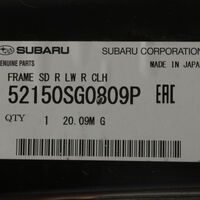 SUBARU SUBARU CORPORATION
GENUINE PARTS MADE IN JAPAN
FRAME SD R LW R CLH
52150SG0809P EAC
QTY 1 20.09M G